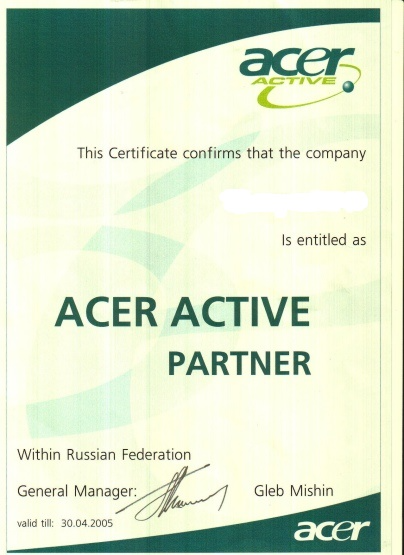 acer
ACTIVE
This Certificate confirms that the company
Is entitled as
ACER ACTIVE
PARTNER
Within Russian Federation
General Manager: Gleb Mishin
valid till: 30.04.2005
acer